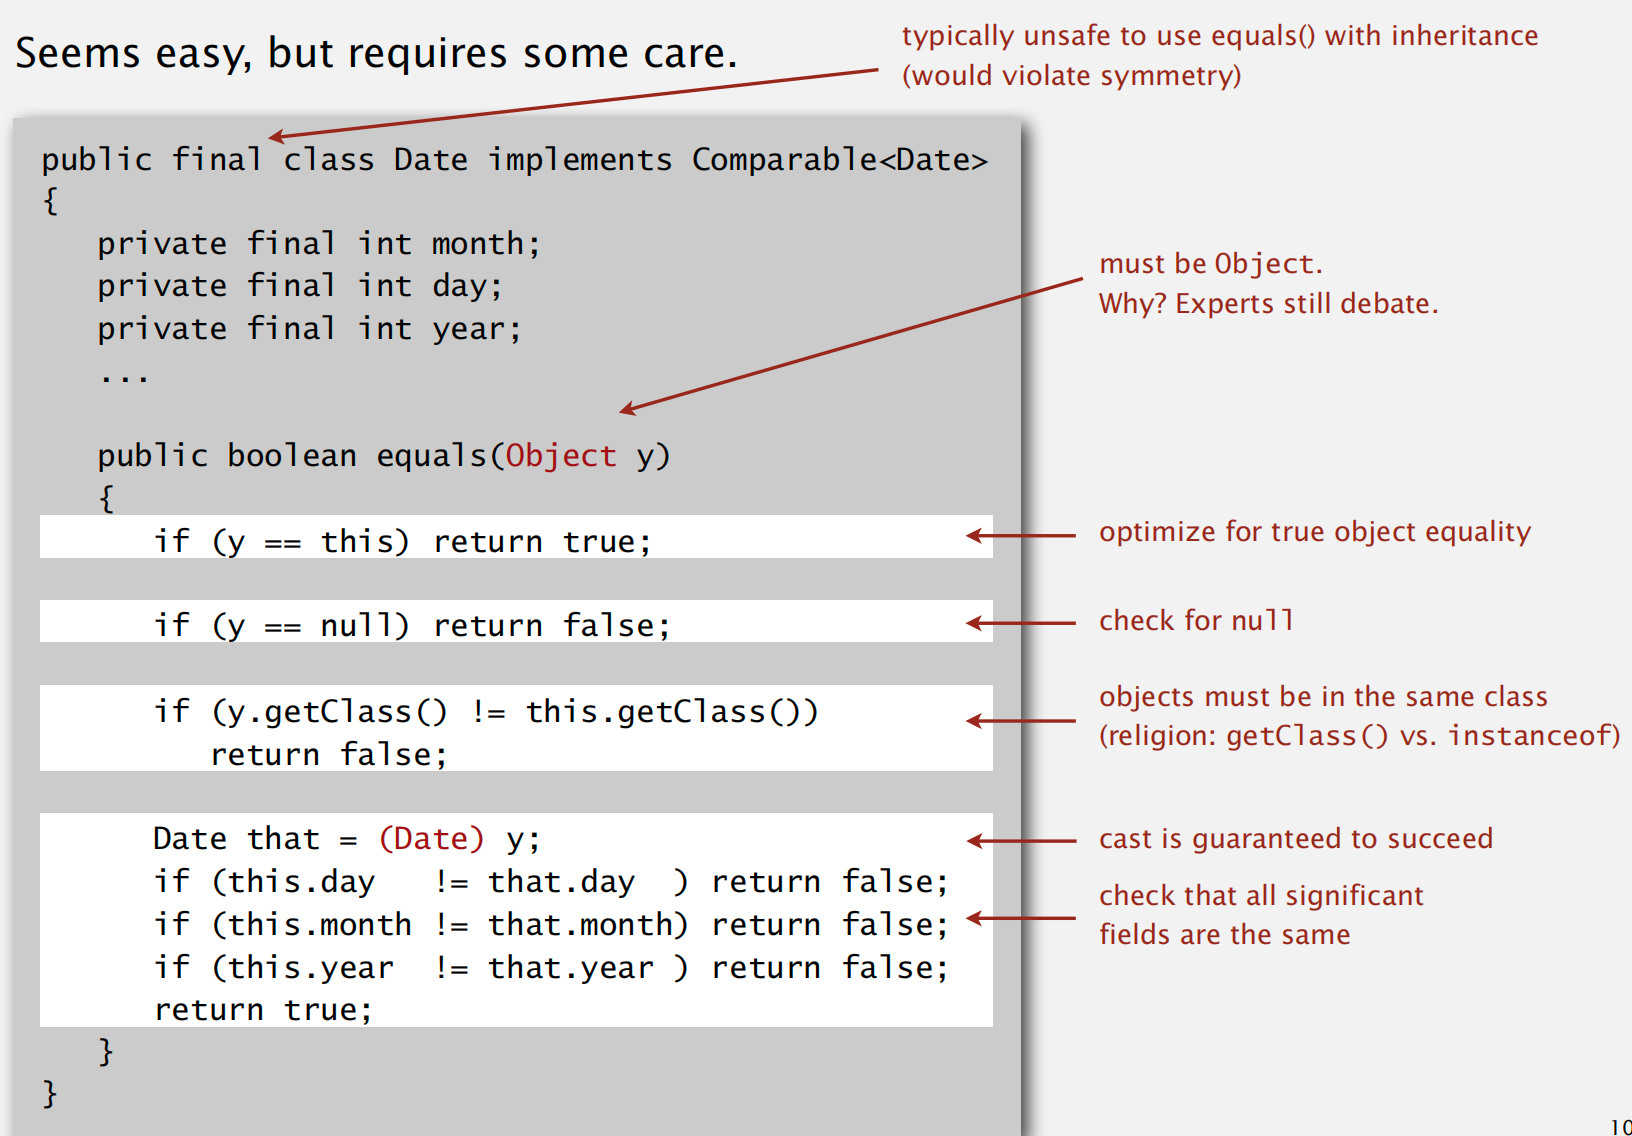 Seems easy, but requires some care.
typically unsafe to use equals() with inheritance
(would violate symmetry)
public final class Date implements Comparable<Date>
{
   private final int month;
   private final int day;
   private final int year;
   ...
must be Object.
Why? Experts still debate.
   public boolean equals(Object y)
   {
      if (y == this) return true;
optimize for true object equality
      if (y == null) return false;
check for null
      if (y.getClass() != this.getClass())
         return false;
objects must be in the same class
(religion: getClass() vs. instanceof)
      Date that = (Date) y;
cast is guaranteed to succeed
      if (this.day   != that.day  ) return false;
      if (this.month != that.month) return false;
      if (this.year  != that.year ) return false;
      return true;
check that all significant
fields are the same
   }
}
10